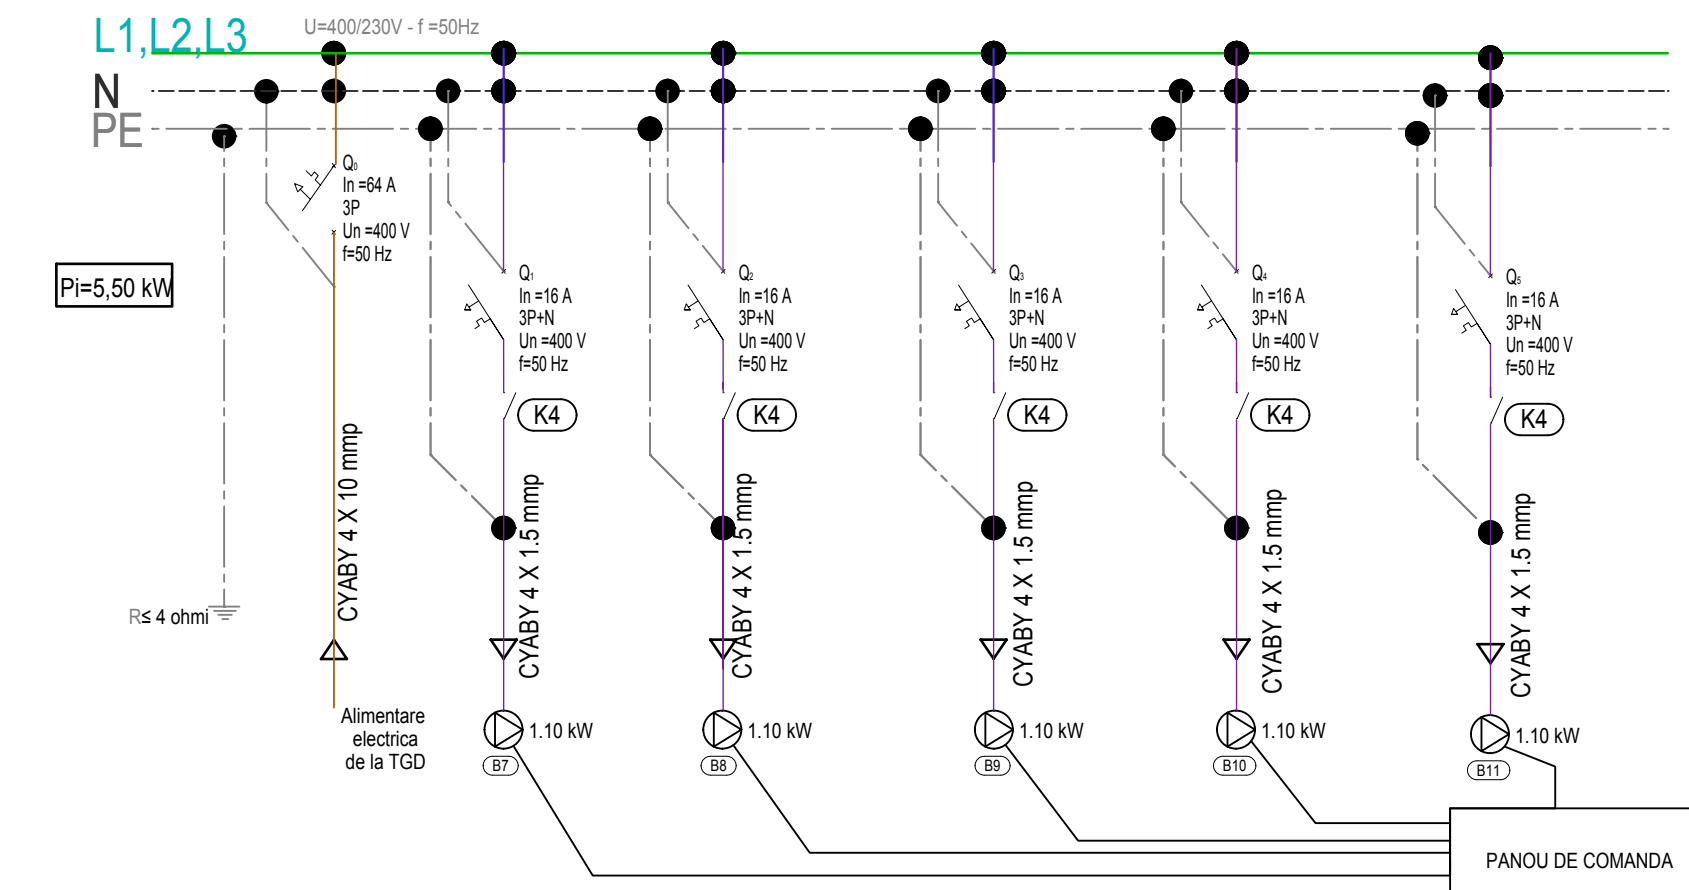 L1,L2,L3
U=400/230V - f =50Hz
N
PE
Q0
In =64 A
3P
Un =400 V
f=50 Hz
Pi=5,50 kW
Q1
In =16 A
3P+N
Un =400 V
f=50 Hz
Q2
In =16 A
3P+N
Un =400 V
f=50 Hz
Q3
In =16 A
3P+N
Un =400 V
f=50 Hz
Q4
In =16 A
3P+N
Un =400 V
f=50 Hz
Q5
In =16 A
3P+N
Un =400 V
f=50 Hz
K4
K4
K4
K4
K4
CYABY 4 X 10 mmp
CYABY 4 X 1.5 mmp
CYABY 4 X 1.5 mmp
CYABY 4 X 1.5 mmp
CYABY 4 X 1.5 mmp
CYABY 4 X 1.5 mmp
R≤ 4 ohmi
Alimentare
electrica
de la TGD
1.10 kW
1.10 kW
1.10 kW
1.10 kW
1.10 kW
B7
B8
B9
B10
B11
PANOU DE COMANDA